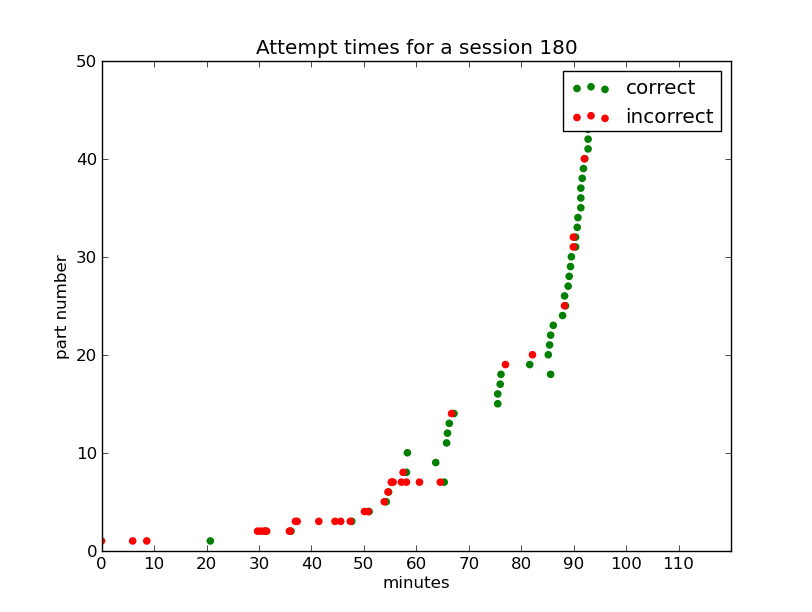 Attempt times for a session 180
correct
incorrect
50
40
30
20
10
0
part number
0 10 20 30 40 50 60 70 80 90 100 110
minutes